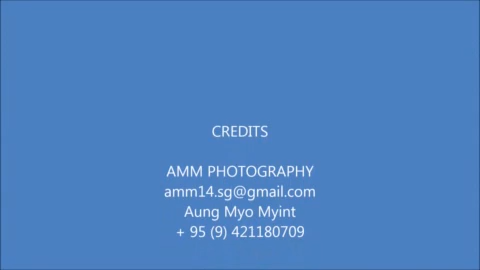 CREDITS
AMM PHOTOGRAPHY
amm14.sg@gmail.com
Aung Myo Myint
+ 95 (9) 421180709